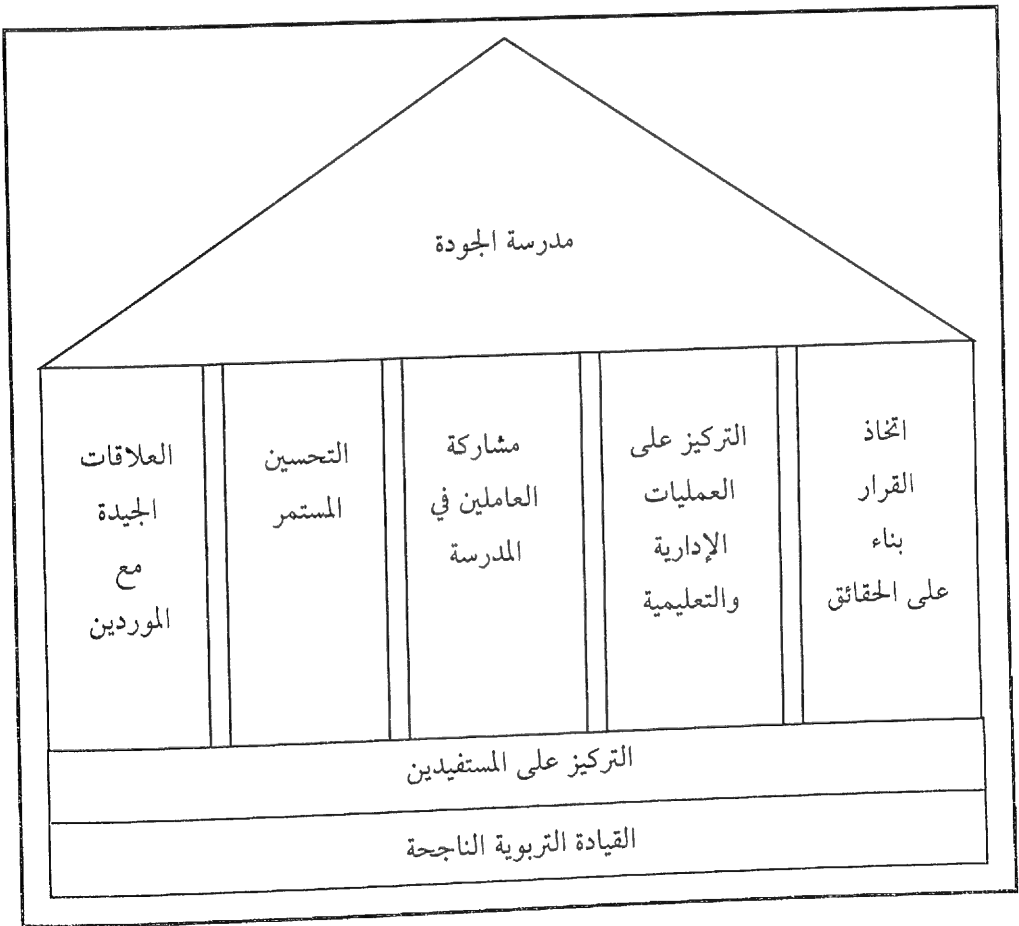 مدرسة الجودة
اتخاذ
القرار
بناء
على الحقائق
التركيز على
العمليات
الإدارية
والتعليمية
مشاركة
العاملين في
المدرسة
التحسين
المستمر
العلاقات
الجيدة
مع
الموردين
التركيز على المستفيدين
القيادة التربوية الناجحة